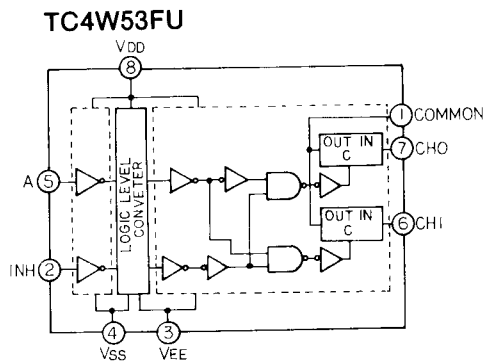 TC4W53FU
VDD
8
1 COMMON
OUT IN
C
7 CHO
A 5
LOGIC LEVEL
CONVETER
OUT IN
C
6 CHI
INH 2
4
3
VSS
VEE